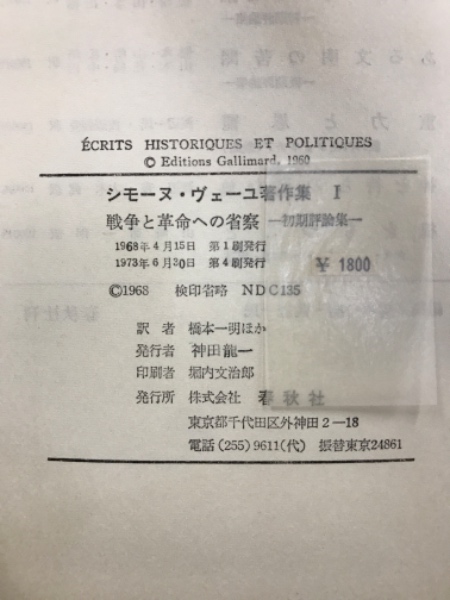 ÉCRITS HISTORIQUES ET POLITIQUES
© Editions Gallimard, 1960
シモーヌ・ヴェーユ著作集 I
戦争と革命への省察 ―初期評論集―
1968年4月15日 第1刷発行
1973年6月30日 第4刷発行
¥ 1800
©1968 検印省略 NDC135
訳者 橋本一明ほか
発行者 神田龍一
印刷者 堀内文治郎
発行所 株式会社 春秋社
東京都千代田区外神田2―18
電話(255)9611(代) 振替東京24861